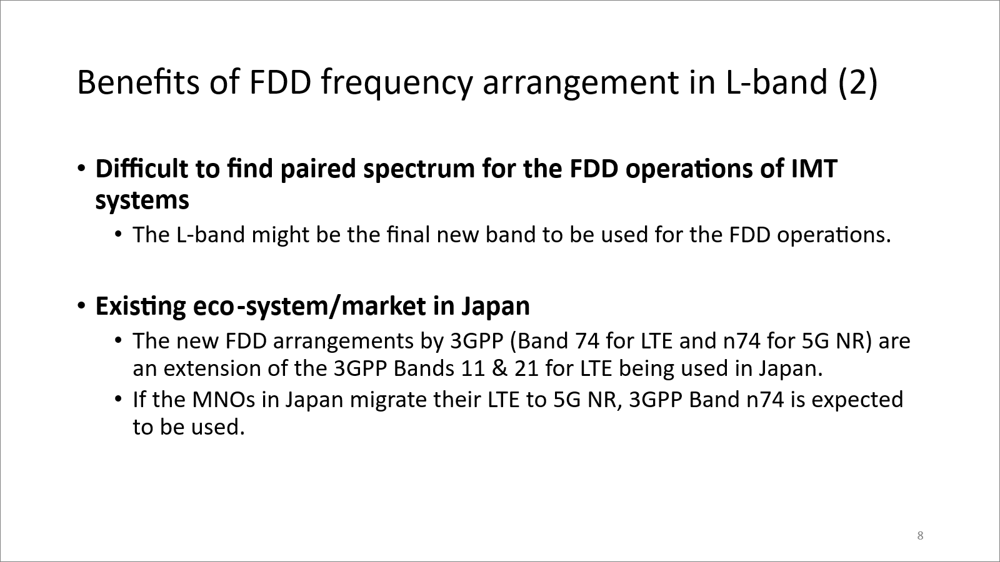 Benefits of FDD frequency arrangement in L-band (2)
• Difficult to find paired spectrum for the FDD operations of IMT
systems
• The L-band might be the final new band to be used for the FDD operations.
• Existing eco-system/market in Japan
• The new FDD arrangements by 3GPP (Band 74 for LTE and n74 for 5G NR) are
an extension of the 3GPP Bands 11 & 21 for LTE being used in Japan.
• If the MNOs in Japan migrate their LTE to 5G NR, 3GPP Band n74 is expected
to be used.
8